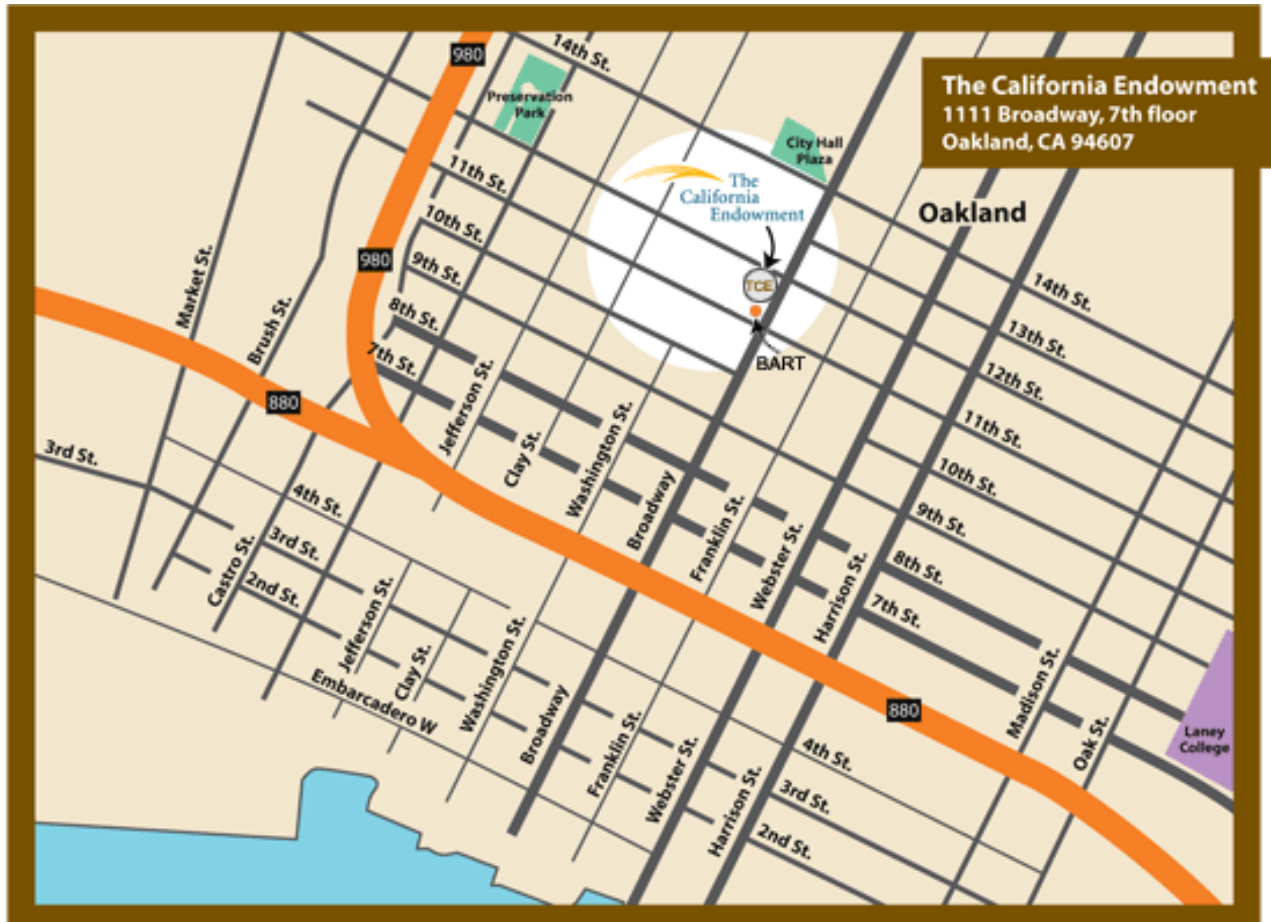 980
14th St.
Preservation
Park
The California Endowment
1111 Broadway, 7th floor
Oakland, CA 94607
City Hall
Plaza
11th St.
The
California
Endowment
Oakland
10th St.
980
9th St.
Market St.
TCE
14th St.
8th St.
Brush St.
13th St.
7th St.
BART
12th St.
880
Jefferson St.
11th St.
Clay St.
Washington St.
10th St.
3rd St.
Broadway
9th St.
4th St.
Franklin St.
3rd St.
Castro St.
Webster St.
8th St.
2nd St.
Harrison St.
7th St.
Jefferson St.
Clay St.
Washington St.
Embarcadero W
Madison St.
880
Broadway
Oak St.
Laney
College
Franklin St.
4th St.
Webster St.
Harrison St.
3rd St.
2nd St.